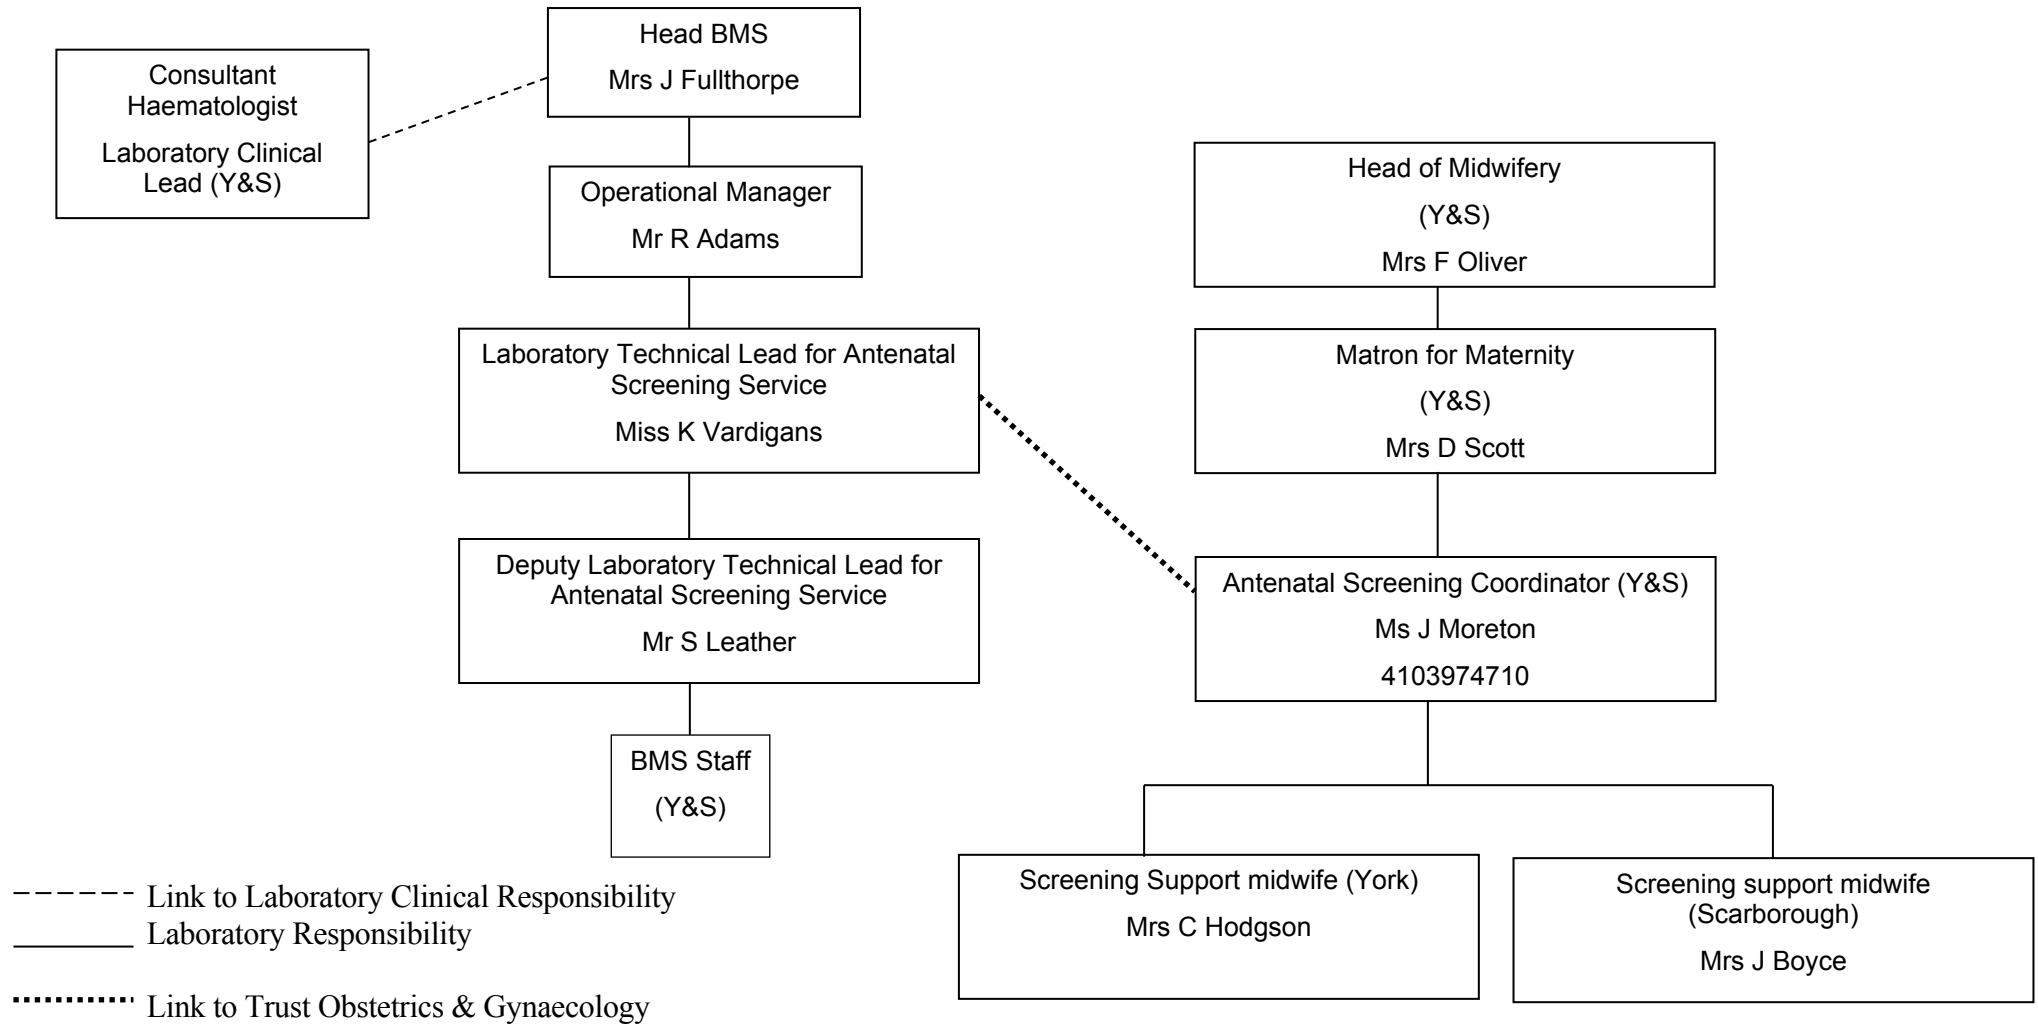 Consultant
Haematologist
Laboratory Clinical
Lead (Y&S)
Head BMS
Mrs J Fullthorpe
Operational Manager
Mr R Adams
Laboratory Technical Lead for Antenatal
Screening Service
Miss K Vardigans
Deputy Laboratory Technical Lead for
Antenatal Screening Service
Mr S Leather
BMS Staff
(Y&S)
Head of Midwifery
(Y&S)
Mrs F Oliver
Matron for Maternity
(Y&S)
Mrs D Scott
Antenatal Screening Coordinator (Y&S)
Ms J Moreton
4103974710
Screening Support midwife (York)
Mrs C Hodgson
Screening support midwife
(Scarborough)
Mrs J Boyce
Link to Laboratory Clinical Responsibility
Laboratory Responsibility
Link to Trust Obstetrics & Gynaecology